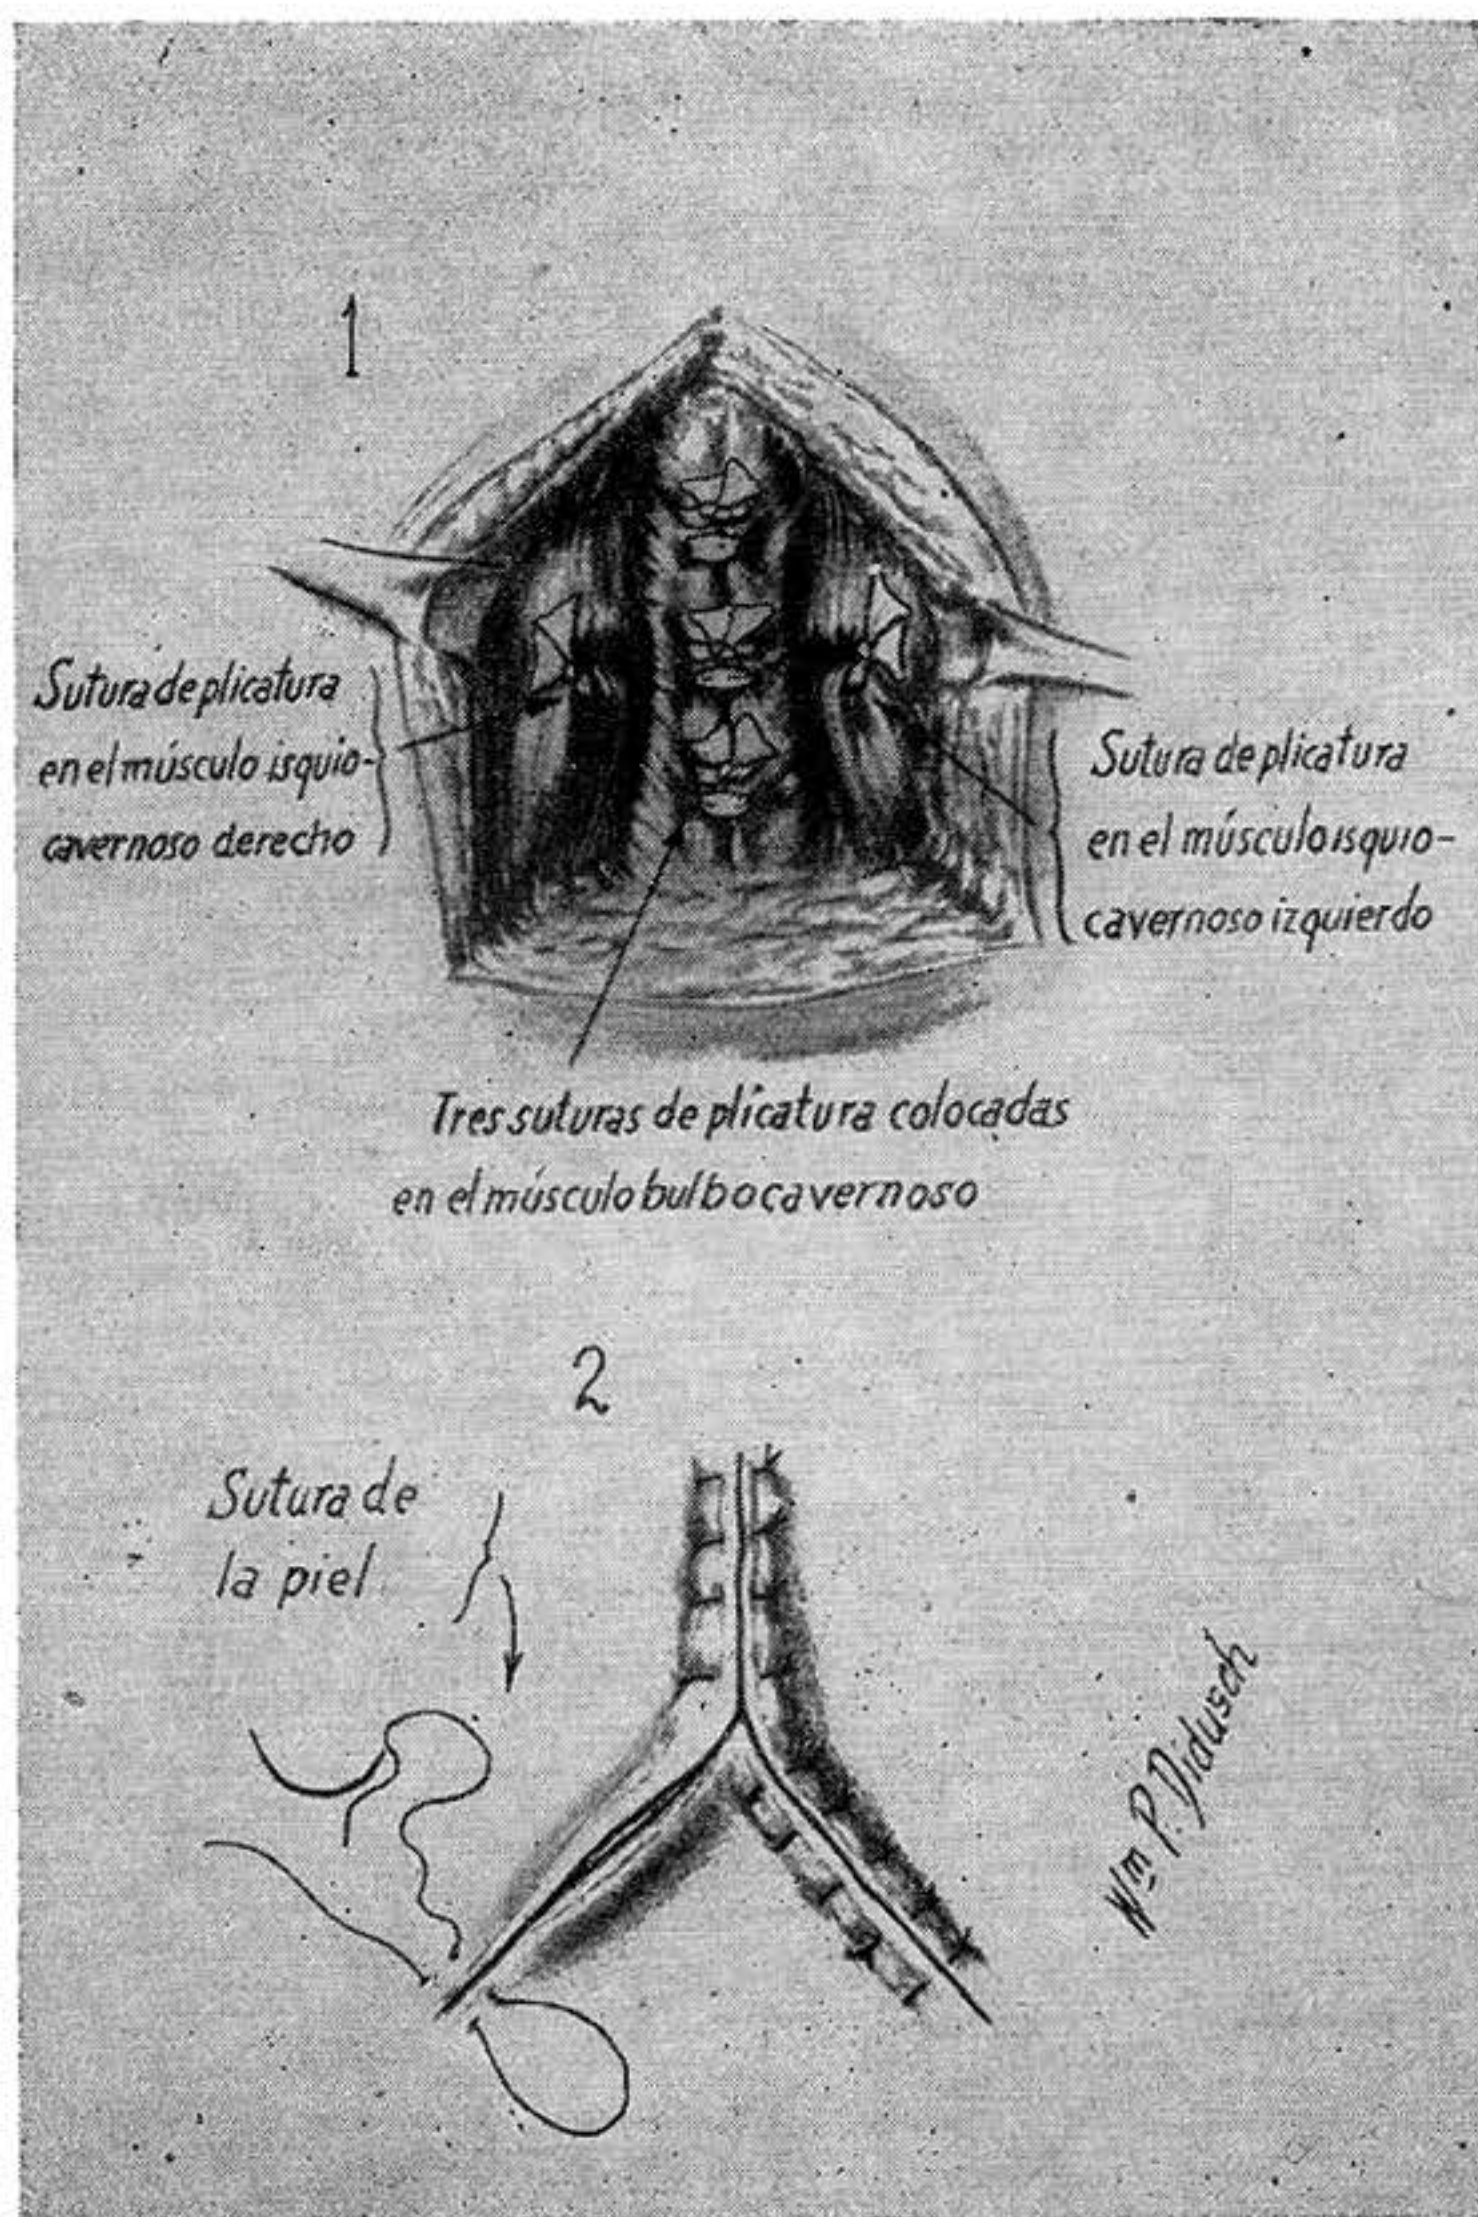 1
Sutura de plicatura
en el músculo isquio-
cavernoso derecho
Sutura de plicatura
en el músculo isquio-
cavernoso izquierdo
Tres suturas de plicatura colocadas
en el músculo bulbocavernoso
2
Sutura de
la piel
Wm P. Didusch